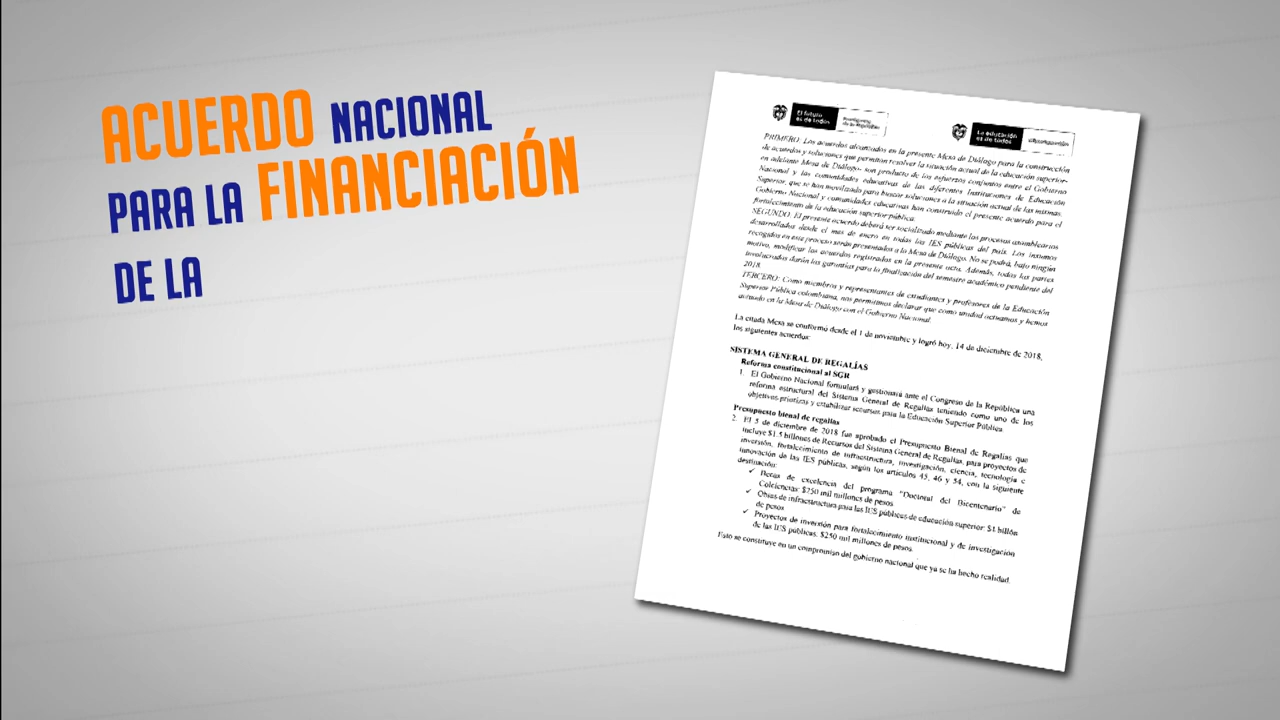 ACUERDO NACIONAL
PARA LA FINANCIACIÓN
DE LA
El futuro
es de todos
La educación
es de todos
PRIMERO: Los acuerdos alcanzados en la presente Mesa de Diálogo para la construcción
de acuerdos y soluciones que permitan resolver la situación actual de la educación superior-
en adelante Mesa de Diálogo- son producto de los esfuerzos conjuntos entre el Gobierno
Nacional y las comunidades educativas de las diferentes Instituciones de Educación
Superior, que se han movilizado para buscar soluciones a la situación actual de las mismas.
Gobierno Nacional y comunidades educativas han construido el presente acuerdo para el
fortalecimiento de la educación superior pública.
SEGUNDO. El presente acuerdo deberá ser socializado mediante los procesos asamblearios
desarrollados desde el mes de enero en todas las IES públicas del país. Los insumos
recogidos en este proceso serán presentados a la Mesa de Diálogo. No se podrá, bajo ningún
motivo, modificar los acuerdos registrados en la presente acta. Además, todos las partes
involucradas darán las garantías para la finalización del semestre académico pendiente del
2018.
TERCERO: Como miembros y representantes de estudiantes y profesores de la Educación
Superior Pública colombiana, nos permitimos declarar que como unidad actuamos y hemos
actuado en la Mesa de Diálogo con el Gobierno Nacional.
La citada Mesa se conformó desde el 1 de noviembre y logró hoy, 14 de diciembre de 2018,
los siguientes acuerdos:
SISTEMA GENERAL DE REGALÍAS
Reforma constitucional al SGR
1. El Gobierno Nacional formulará y gestionará ante el Congreso de la República una
reforma estructural del Sistema General de Regalías teniendo como uno de los
objetivos priorizar y estabilizar recursos para la Educación Superior Pública.
Presupuesto bienal de regalías
2. El 5 de diciembre de 2018 fue aprobado el Presupuesto Bienal de Regalías que
incluye $1.5 billones de Recursos del Sistema General de Regalías, para proyectos de
inversión, fortalecimiento de infraestructura, investigación, ciencia, tecnología e
innovación de las IES públicas, según los artículos 45, 46 y 54, con la siguiente
destinación:
✓ Becas de excelencia del programa "Doctoral del Bicentenario" de
Colciencias: $250 mil millones de pesos
✓ Obras de infraestructura para las IES públicas de educación superior: $1 billón
de pesos
✓ Proyectos de inversión para fortalecimiento institucional y de investigación
de las IES públicas. $250 mil millones de pesos.
Esto se constituye en un compromiso del gobierno nacional que ya se ha hecho realidad.